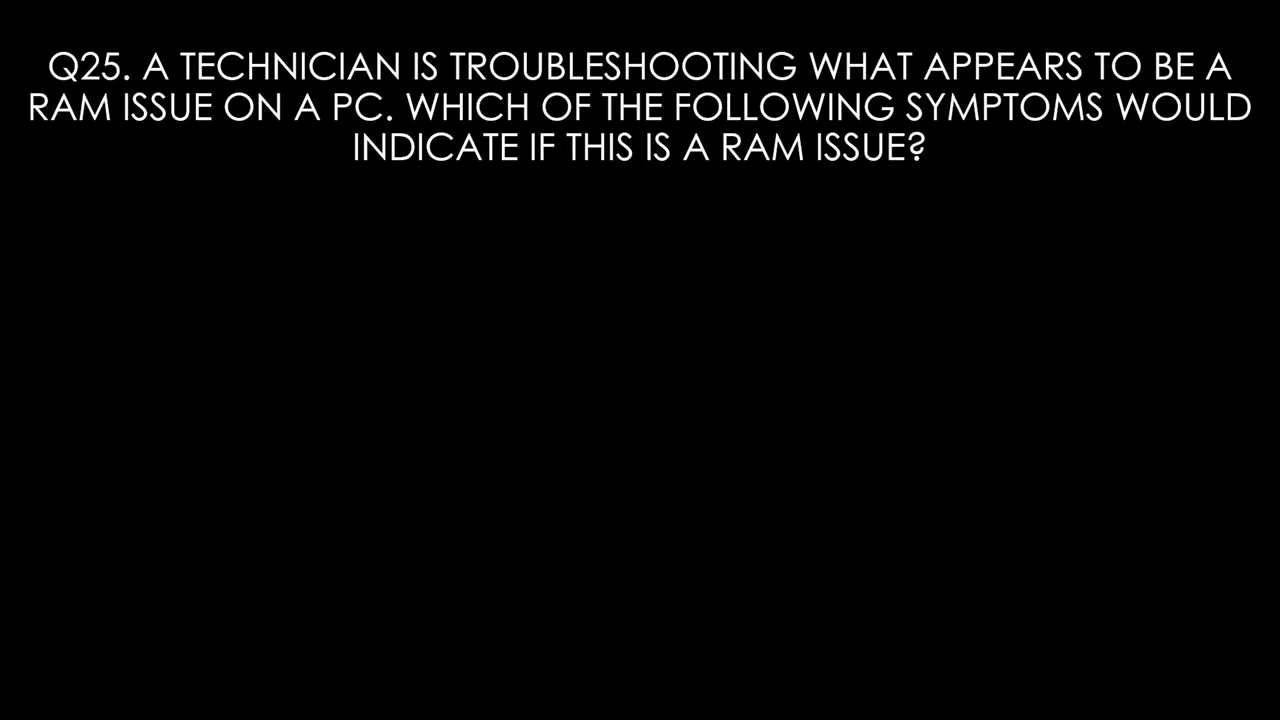 Q25. A TECHNICIAN IS TROUBLESHOOTING WHAT APPEARS TO BE A
RAM ISSUE ON A PC. WHICH OF THE FOLLOWING SYMPTOMS WOULD
INDICATE IF THIS IS A RAM ISSUE?